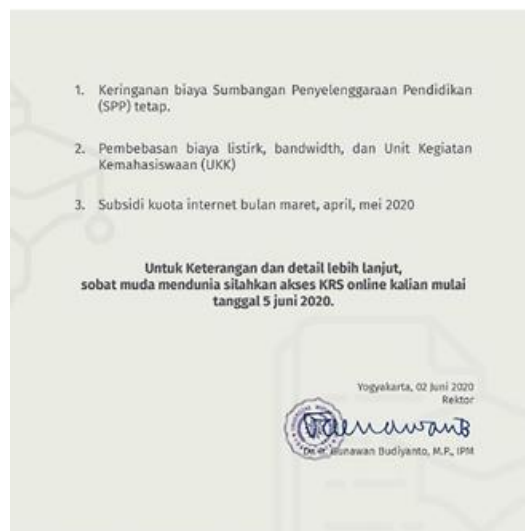 1. Keringanan biaya Sumbangan Penyelenggaraan Pendidikan
(SPP) tetap.
2. Pembebasan biaya listirk, bandwidth, dan Unit Kegiatan
Kemahasiswaan (UKK)
3. Subsidi kuota internet bulan maret, april, mei 2020
Untuk Keterangan dan detail lebih lanjut,
sobat muda mendunia silahkan akses KRS online kalian mulai
tanggal 5 juni 2020.
Yogyakarta, 02 Juni 2020
Rektor
Gunawan Budiyanto, M.P., IPM